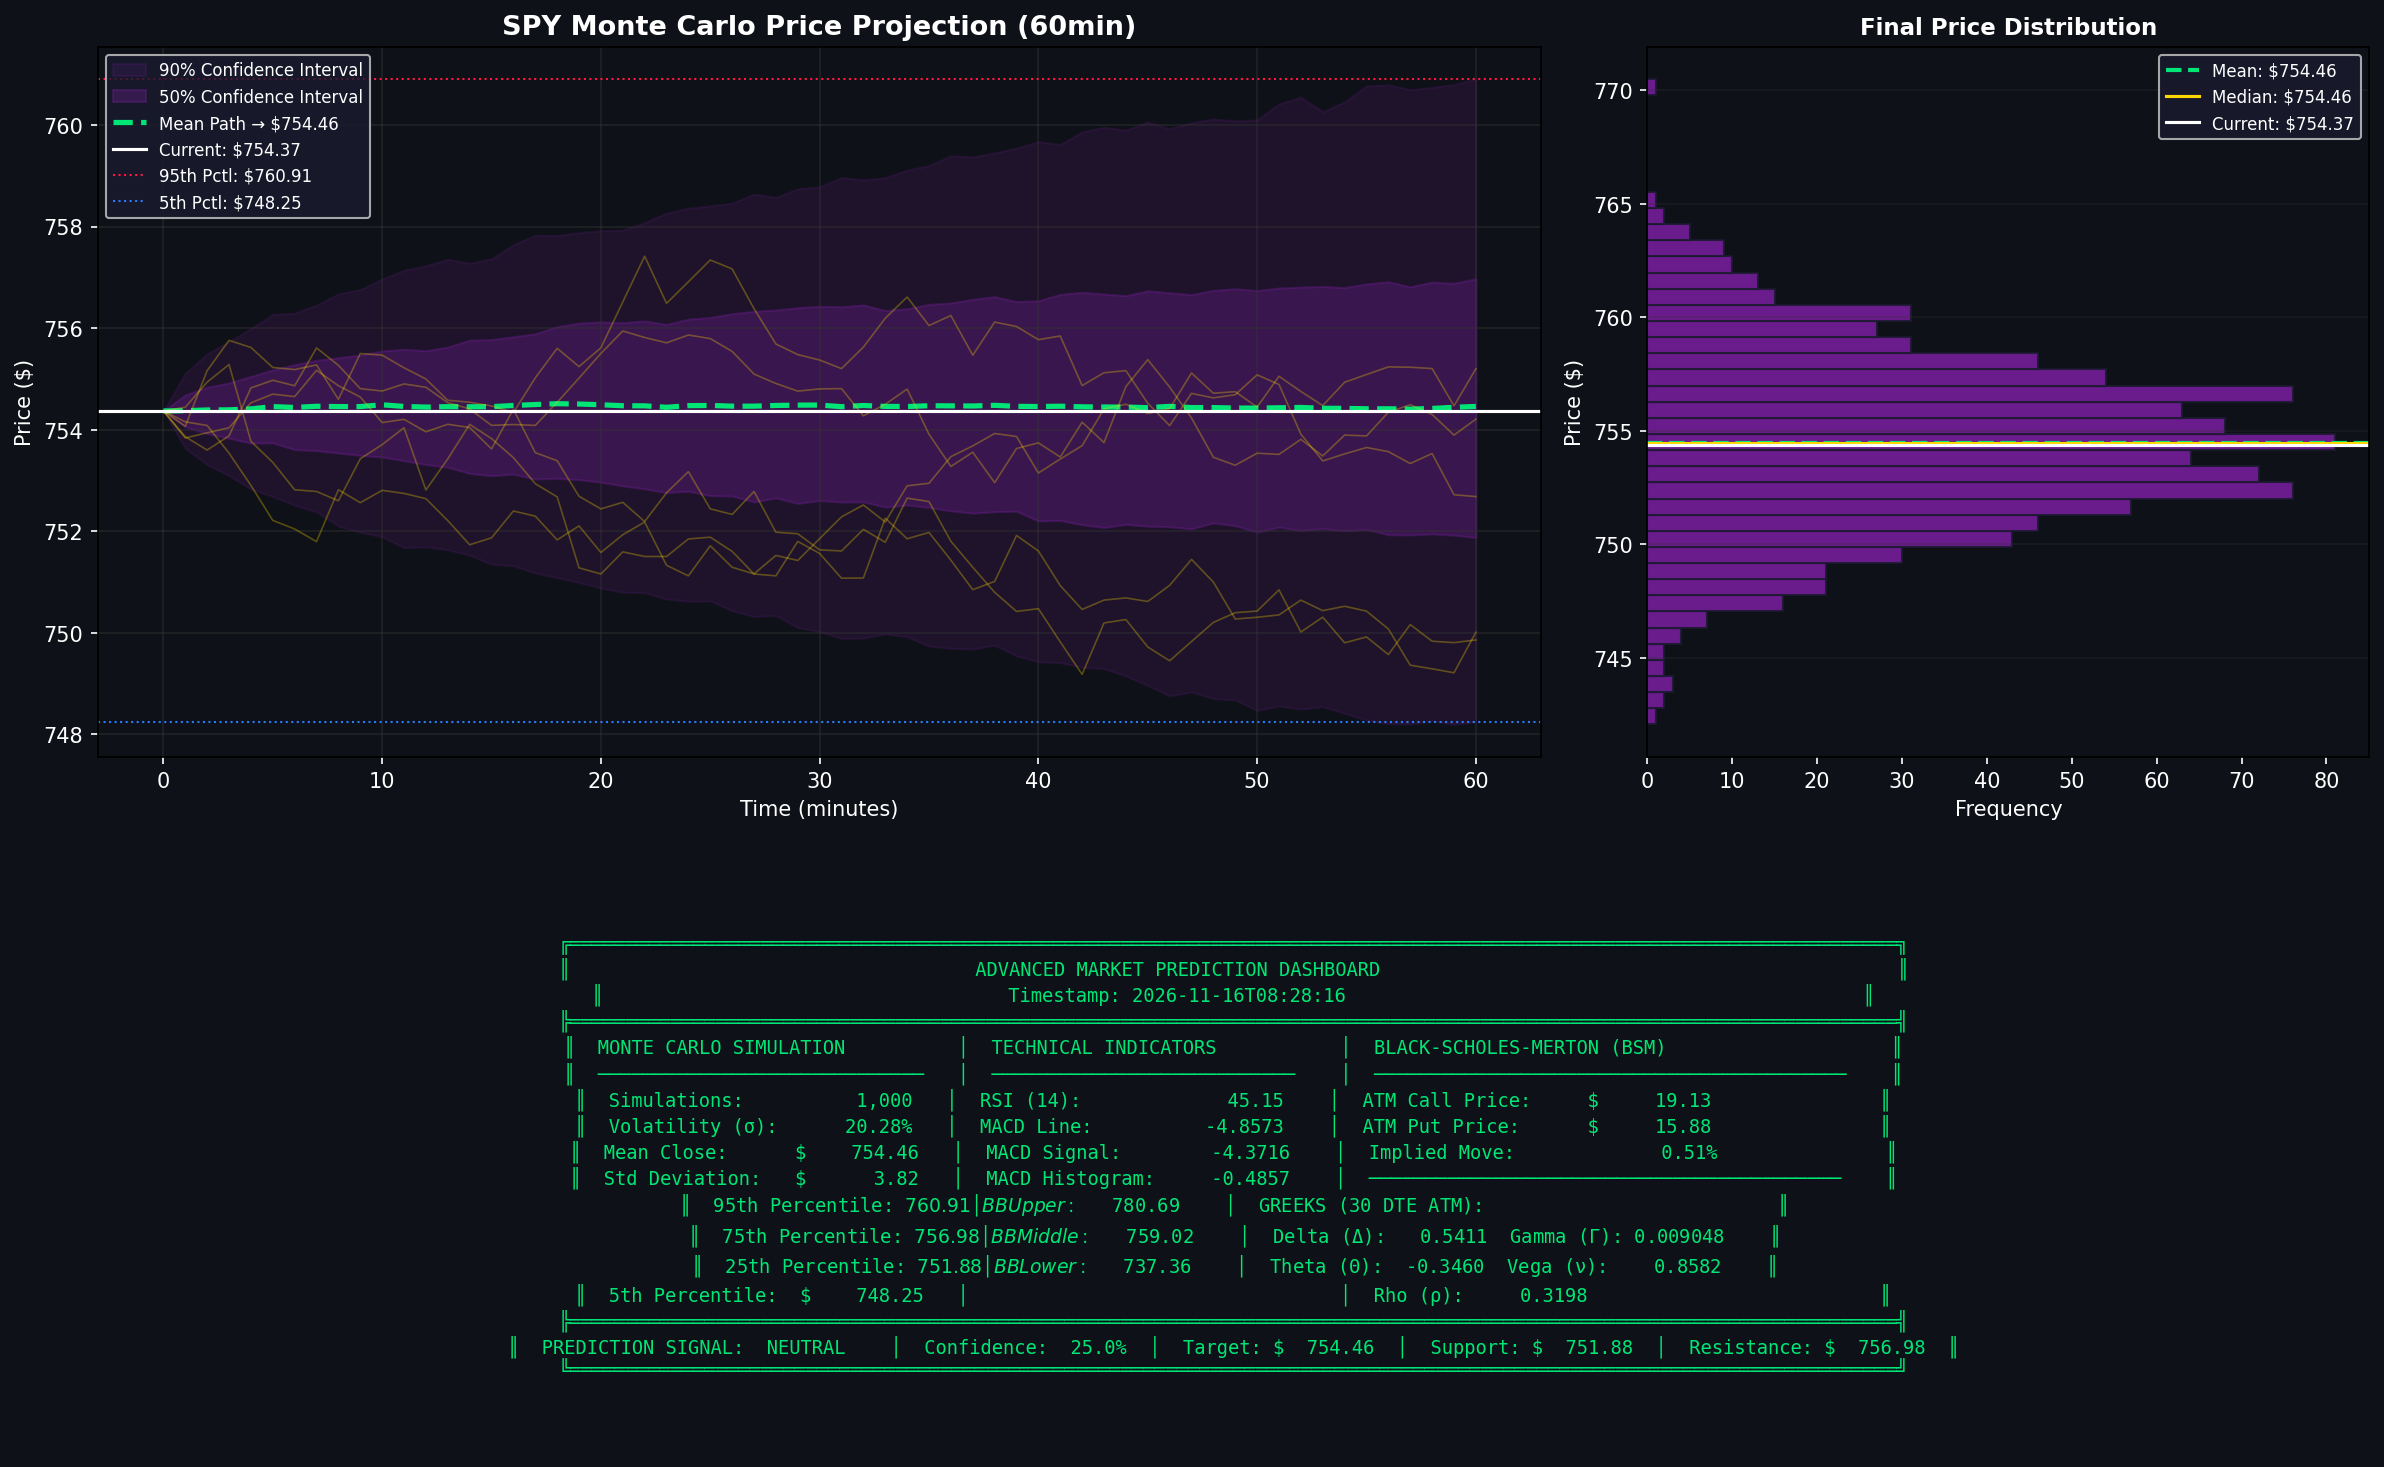 SPY Monte Carlo Price Projection (60min)
90% Confidence Interval
50% Confidence Interval
Mean Path → $754.46
Current: $754.37
95th Pctl: $760.91
5th Pctl: $748.25
Price ($)
760
758
756
754
752
750
748
0 10 20 30 40 50 60
Time (minutes)
Final Price Distribution
Mean: $754.46
Median: $754.46
Current: $754.37
Price ($)
770
765
760
755
750
745
0 10 20 30 40 50 60 70 80
Frequency
ADVANCED MARKET PREDICTION DASHBOARD
Timestamp: 2026-11-16T08:28:16
MONTE CARLO SIMULATION │ TECHNICAL INDICATORS │ BLACK-SCHOLES-MERTON (BSM)
Simulations: 1,000 │ RSI (14): 45.15 │ ATM Call Price: $ 19.13
Volatility (σ): 20.28% │ MACD Line: -4.8573 │ ATM Put Price: $ 15.88
Mean Close: $ 754.46 │ MACD Signal: -4.3716 │ Implied Move: 0.51%
Std Deviation: $ 3.82 │ MACD Histogram: -0.4857 │
95th Percentile: 760.91│BBUpper: 780.69 │ GREEKS (30 DTE ATM):
75th Percentile: 756.98│BBMiddle: 759.02 │ Delta (Δ): 0.5411 Gamma (Γ): 0.009048
25th Percentile: 751.88│BBLower: 737.36 │ Theta (Θ): -0.3460 Vega (ν): 0.8582
5th Percentile: $ 748.25 │ │ Rho (ρ): 0.3198
PREDICTION SIGNAL: NEUTRAL │ Confidence: 25.0% │ Target: $ 754.46 │ Support: $ 751.88 │ Resistance: $ 756.98